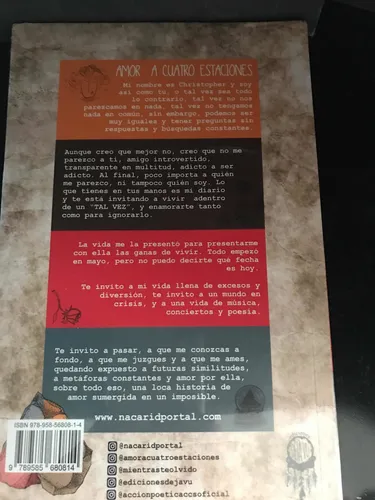 AMOR A CUATRO ESTACIONES
Mi nombre es Christopher y soy
así como tu, o tal vez sea todo
lo contrario, tal vez no nos
parezcamos en nada, tal vez no tengamos
nada en común, sin embargo, podemos ser
muy iguales y tener preguntas sin
respuestas y búsquedas constantes
Aunque creo que mejor no, creo que no me
parezco a ti, amigo introvertido,
transparente en multitud, adicto a ser
adicto. Al final, poco importa a quién
me parezco, ni tampoco quién soy. Lo
que tienes en tus manos es mi diario
y te está invitando a vivir adentro
de un "TAL VEZ", y enamorarte tanto
como para ignorarlo.
La vida me la presentó para presentarme
con ella las ganas de vivir. Todo empezó
en mayo, pero no puedo decirte qué fecha
es hoy.
Te invito a mi vida llena de excesos y
diversión, te invito a un mundo en
crisis, y a una vida de música,
conciertos y poesía.
Te invito a pasar, a que me conozcas a
fondo, a que me juzgues y a que me ames,
quedando expuesto a futuras similitudes,
a metáforas constantes y amor por ella,
sobre todo eso, una loca historia de
amor sumergida en un imposible.
www.nacaridportal.com
ISBN 978-958-56808-1-4
9 789585 680814
@nacaridportal
@amoracuatroestaciones
@mientrasteolvido
@edicionesdejavu
@accionpoeticaccsoficial